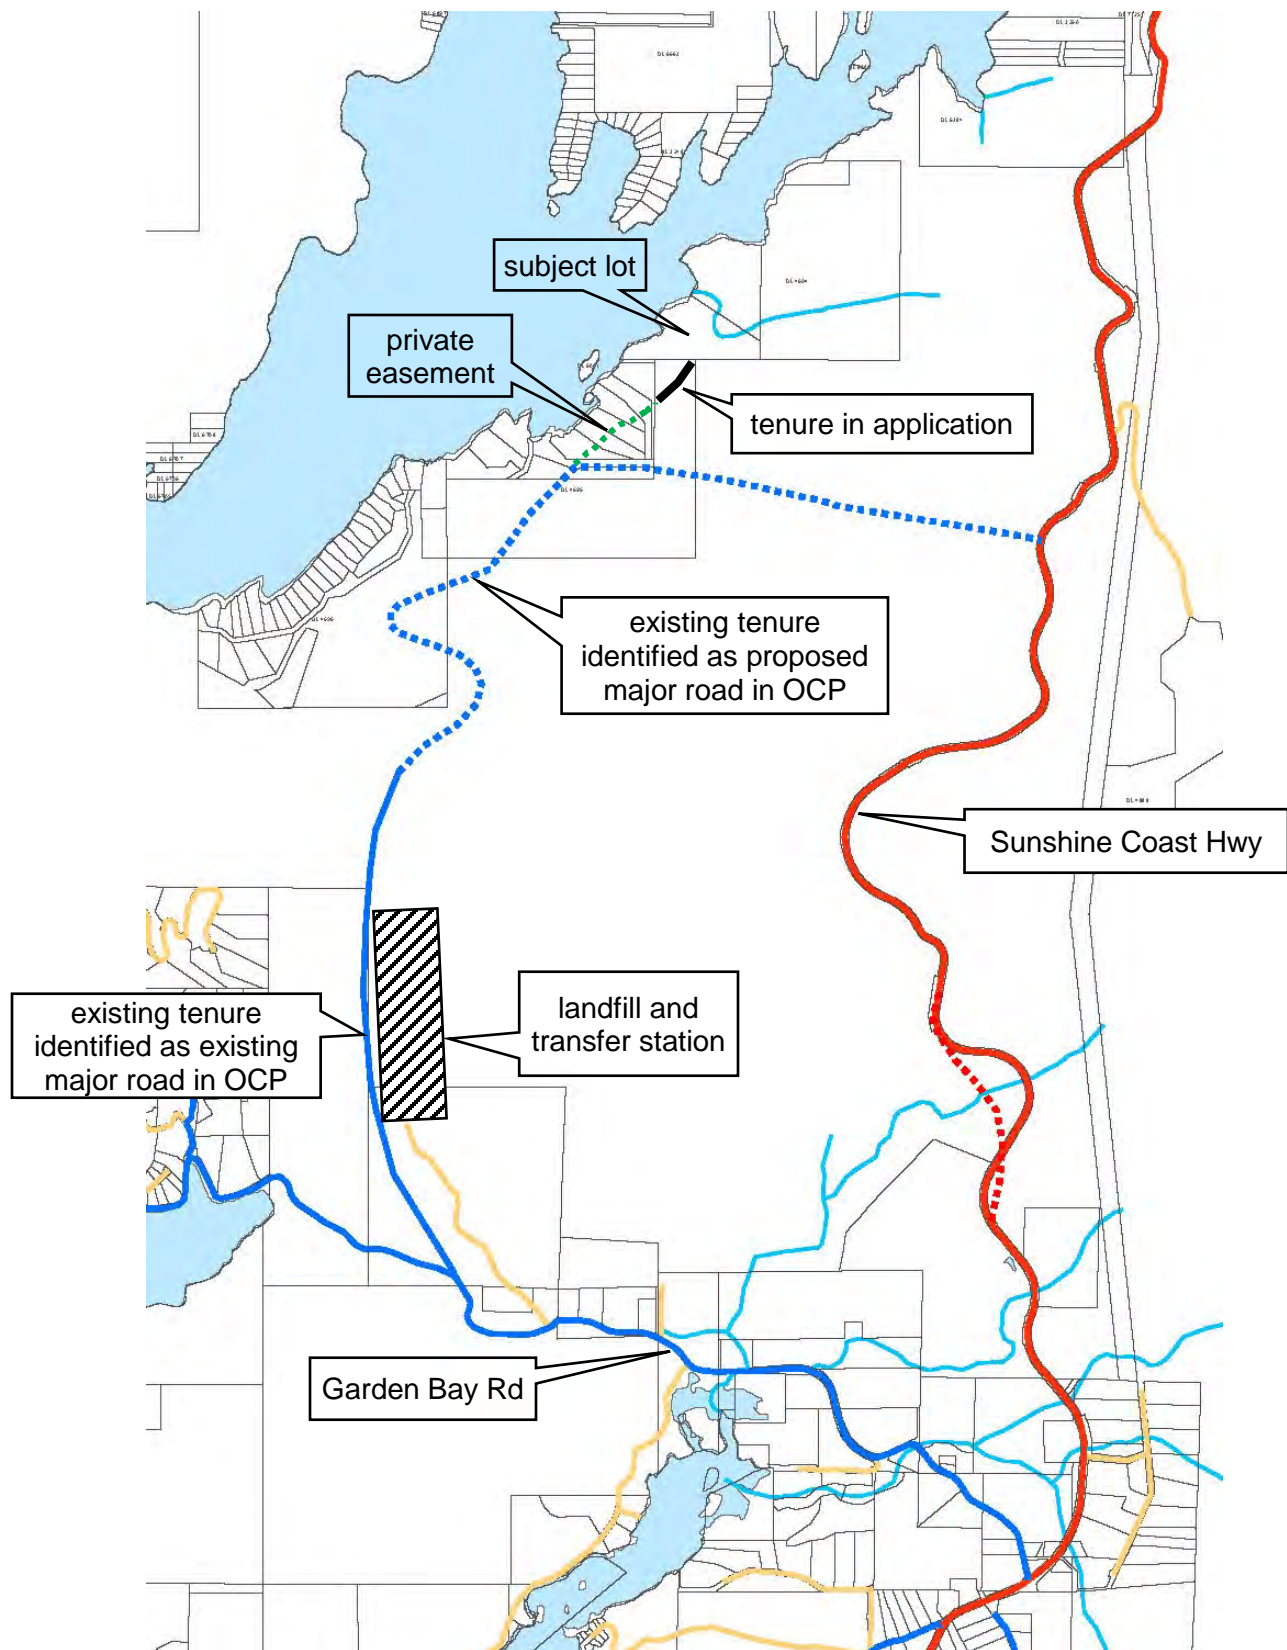 subject lot
private
easement
tenure in application
existing tenure
identified as proposed
major road in OCP
Sunshine Coast Hwy
existing tenure
identified as existing
major road in OCP
landfill and
transfer station
Garden Bay Rd